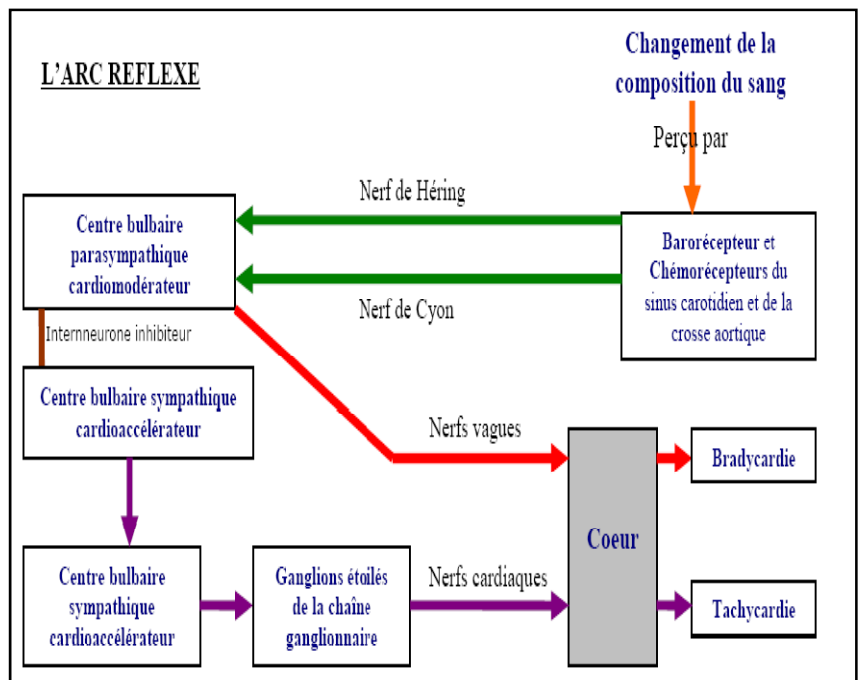 L'ARC REFLEXE
Changement de la
composition du sang
Perçu par
Nerf de Héring
Centre bulbaire
parasympathique
cardiomodérateur
Barorécepteur et
Chémorécepteurs du
sinus carotidien et de la
crosse aortique
Nerf de Cyon
Internneurone inhibiteur
Centre bulbaire sympathique
cardioaccélérateur
Nerfs vagues
Coeur
Bradycardie
Centre bulbaire
sympathique
cardioaccélérateur
Ganglions étoilés
de la chaîne
ganglionnaire
Nerfs cardiaques
Tachycardie